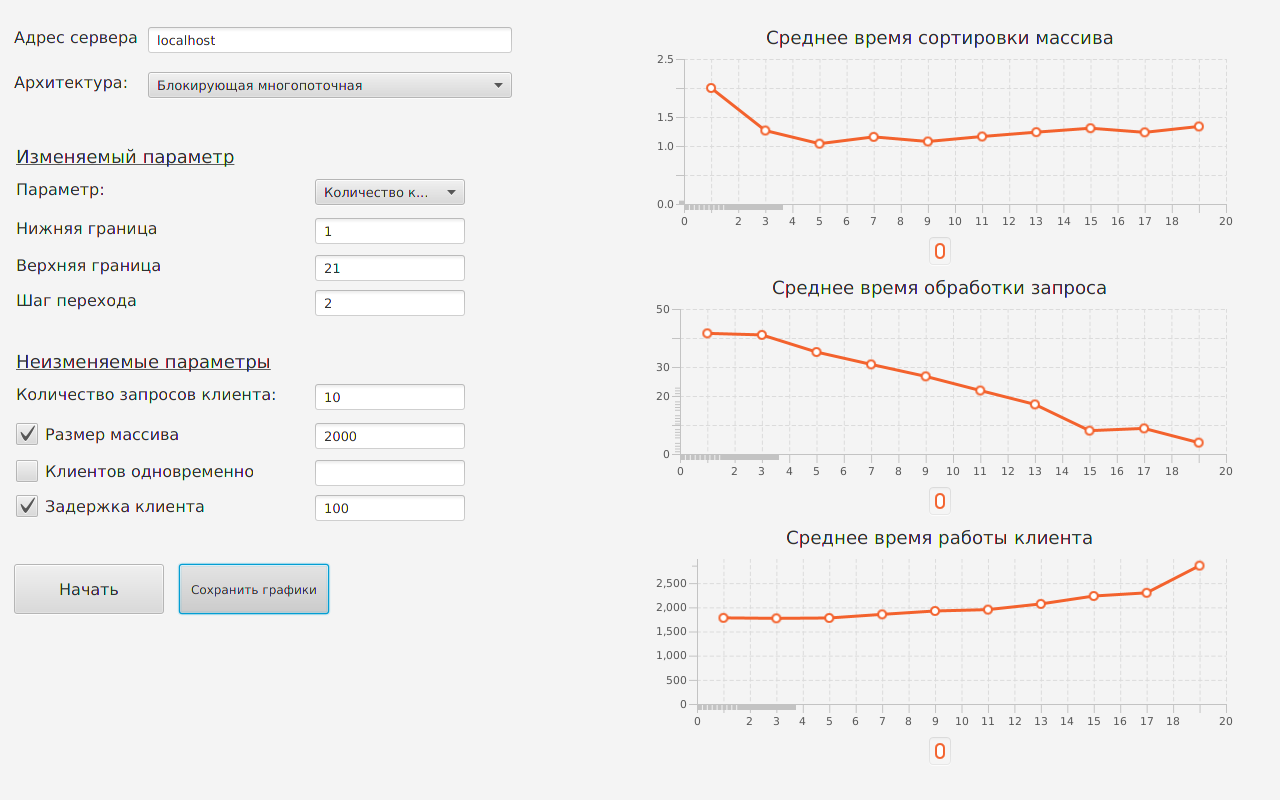 Адрес сервера
localhost
Архитектура:
Блокирующая многопоточная
Изменяемый параметр
Параметр:
Количество к...
Нижняя граница
1
Верхняя граница
21
Шаг перехода
2
Неизменяемые параметры
Количество запросов клиента:
10
Размер массива
2000
Клиентов одновременно
Задержка клиента
100
Начать
Сохранить графики
Среднее время сортировки массива
2.5
1.5
1.0
0.0
0 2 3 4 5 6 7 8 9 10 11 12 13 14 15 16 17 18 20
0
Среднее время обработки запроса
50
30
20
0
0 2 3 4 5 6 7 8 9 10 11 12 13 14 15 16 17 18 20
0
Среднее время работы клиента
2,500
2,000
1,500
1,000
500
0
0 2 3 4 5 6 7 8 9 10 11 12 13 14 15 16 17 18 20
0